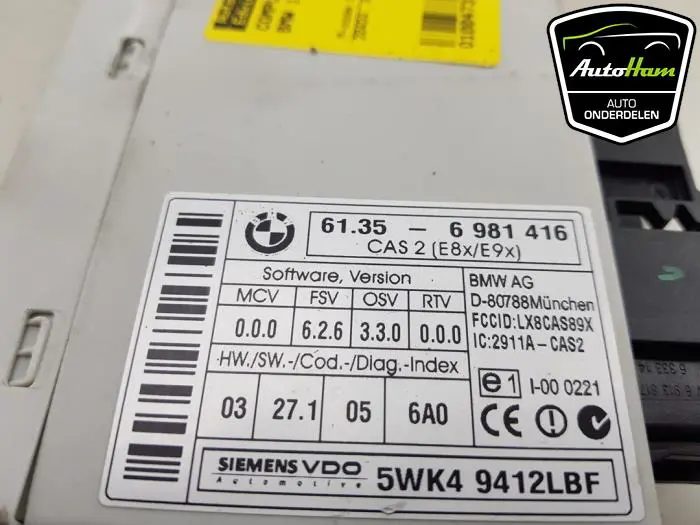 AutoHam
AUTO
ONDERDELEN
BMW
61.35 - 6 981 416
CAS 2 (E8x/E9x)
Software, Version
MCV FSV OSV RTV
0.0.0 6.2.6 3.3.0 0.0.0
HW./SW.-/Cod-/Diag.-Index
03 27.1 05 6A0
BMW AG
D-80788München
FCCID:LX8CAS89X
IC:2911A-CAS2
e1 I-00 0221
CE
SIEMENS VDO
Automotive
5WK4 9412LBF